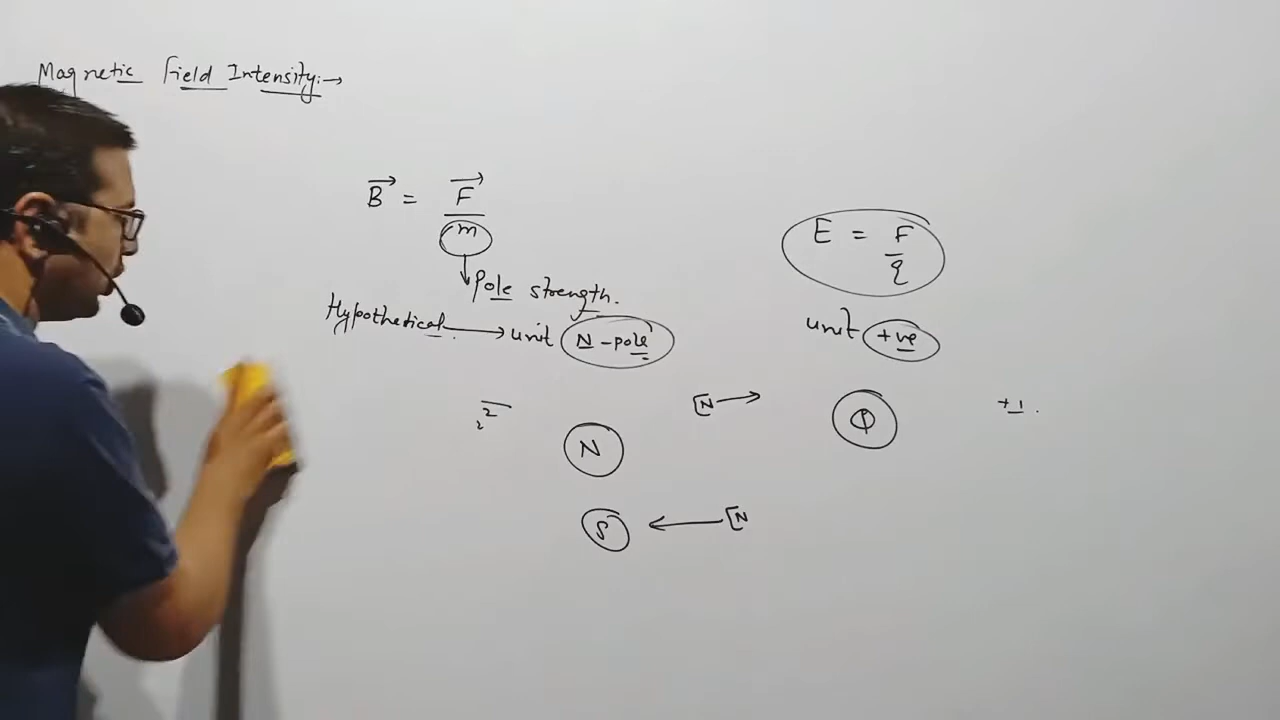 Magnetic Field Intensity:→
B⃗ = F⃗ / m
E = F / q
Pole strength.
Hypothetical → unit N-pole
unit +ve
N →
Q
+1.
N
S ← N